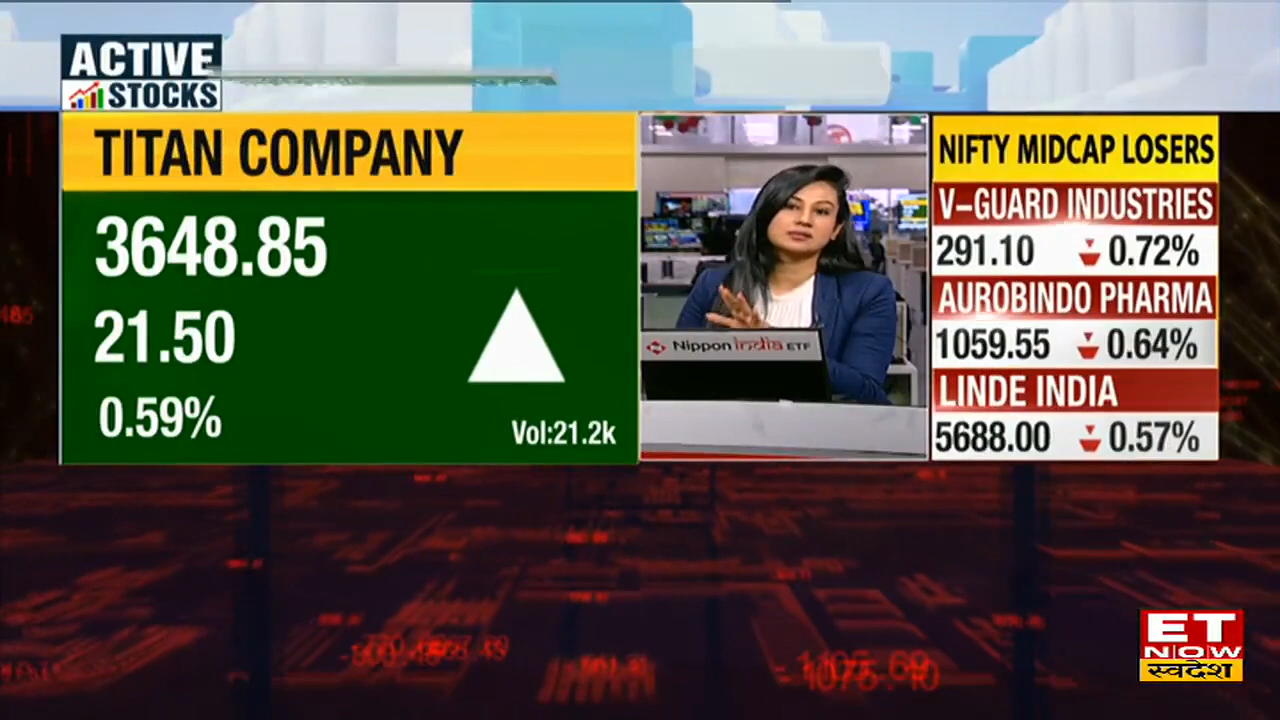 ACTIVE
STOCKS
TITAN COMPANY
3648.85
21.50
0.59%
Vol:21.2k
Nippon india ETF
NIFTY MIDCAP LOSERS
V-GUARD INDUSTRIES
291.10 0.72%
AUROBINDO PHARMA
1059.55 0.64%
LINDE INDIA
5688.00 0.57%
ET
NOW
स्वदेश